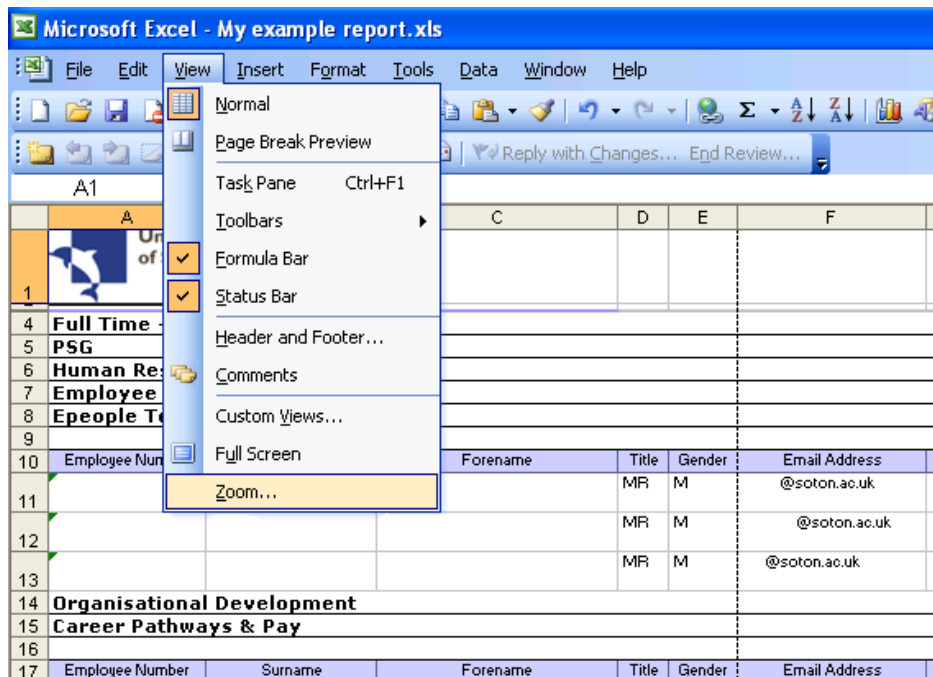 Microsoft Excel - My example report.xls
File Edit View Insert Format Tools Data Window Help
Normal
Page Break Preview
Reply with Changes... End Review...
Task Pane Ctrl+F1
A1
Toolbars
A C D E F
Formula Bar
Status Bar
1
Header and Footer...
4 Full Time -
5 PSG
6 Human Res
Comments
7 Employee
8 Epeople Te
Custom Views...
9
Full Screen
10 Employee Num Forename Title Gender Email Address
Zoom...
11 MR M @soton.ac.uk
12 MR M @soton.ac.uk
13 MR M @soton.ac.uk
14 Organisational Development
15 Career Pathways & Pay
16
17 Employee Number Surname Forename Title Gender Email Address